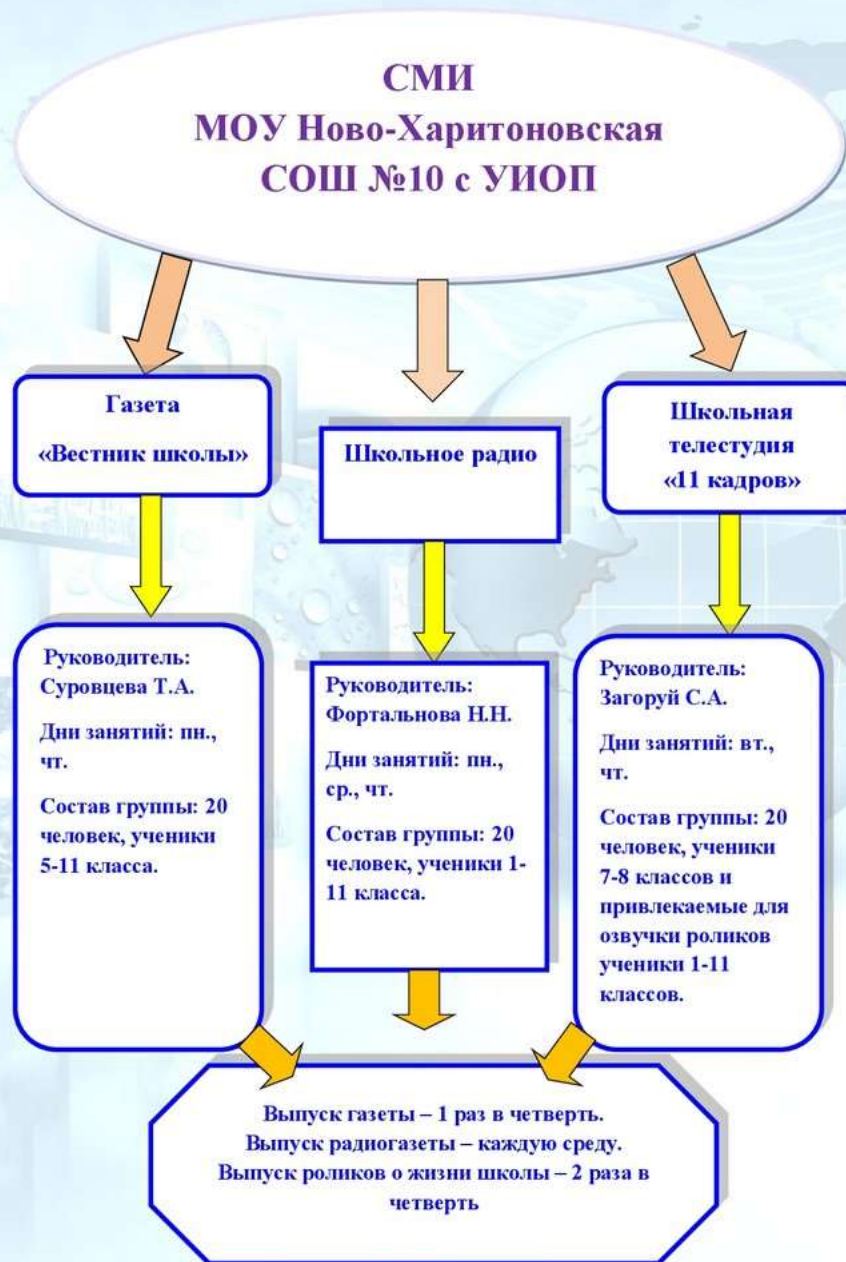 СМИ
МОУ Ново-Харитоновская
СОШ №10 с УИОП
Газета
«Вестник школы»
Школьное радио
Школьная
телестудия
«11 кадров»
Руководитель:
Суровцева Т.А.
Дни занятий: пн.,
чт.
Состав группы: 20
человек, ученики
5-11 класса.
Руководитель:
Фортальнова Н.Н.
Дни занятий: пн.,
ср., чт.
Состав группы: 20
человек, ученики 1-
11 класса.
Руководитель:
Загоруй С.А.
Дни занятий: вт.,
чт.
Состав группы: 20
человек, ученики
7-8 классов и
привлекаемые для
озвучки роликов
ученики 1-11
классов.
Выпуск газеты – 1 раз в четверть.
Выпуск радиогазеты – каждую среду.
Выпуск роликов о жизни школы – 2 раза в
четверть